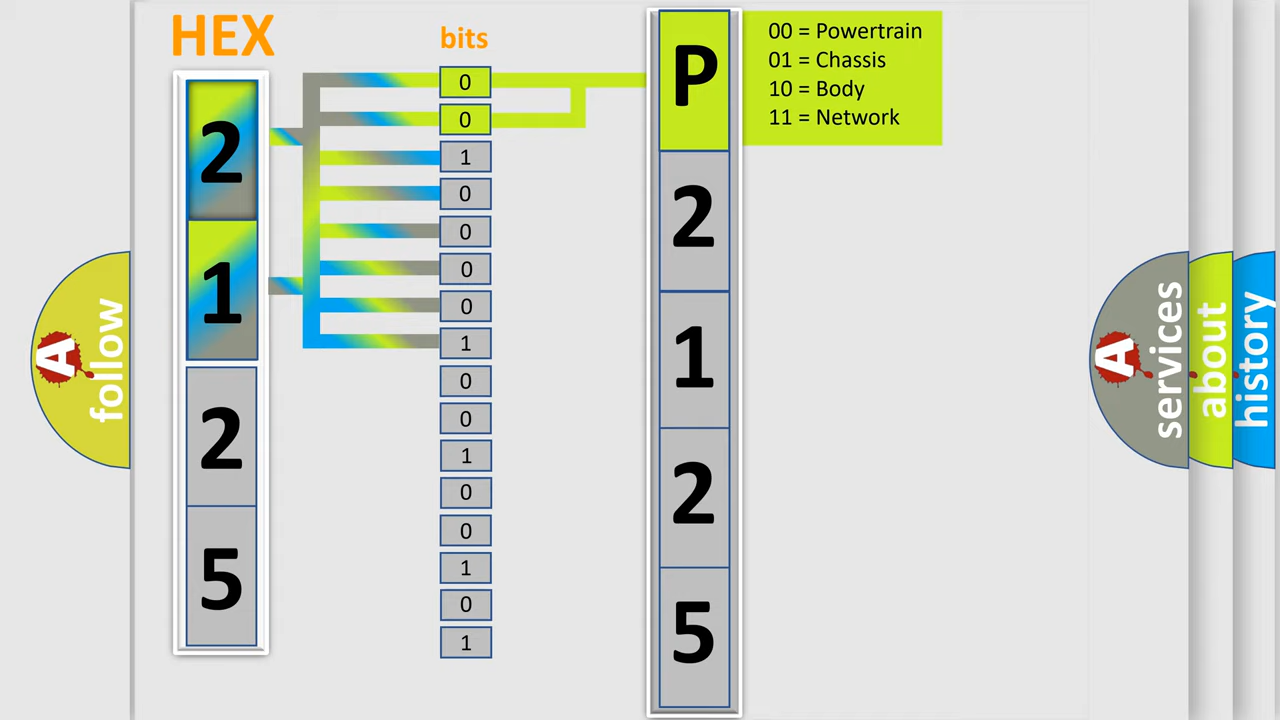 HEX
bits
2
1
2
5
0
0
1
0
0
0
0
1
0
0
1
0
0
1
0
1
P
2
1
2
5
00 = Powertrain
01 = Chassis
10 = Body
11 = Network
A
follow
A
services
about
history